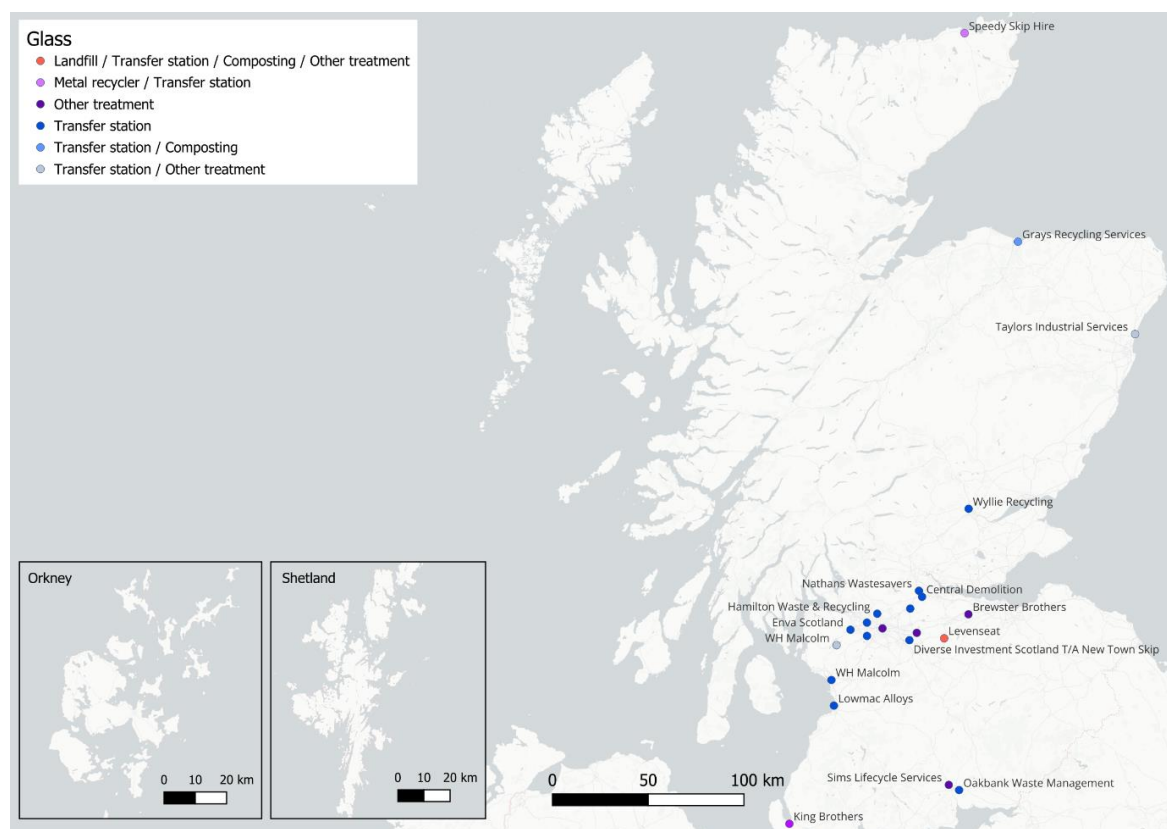 Glass
Landfill / Transfer station / Composting / Other treatment
Metal recycler / Transfer station
Other treatment
Transfer station
Transfer station / Composting
Transfer station / Other treatment
Speedy Skip Hire
Grays Recycling Services
Taylors Industrial Services
Wyllie Recycling
Nathans Wastesavers
Central Demolition
Hamilton Waste & Recycling
Brewster Brothers
Enva Scotland
Levenseat
WH Malcolm
Diverse Investment Scotland T/A New Town Skip
WH Malcolm
Lowmac Alloys
Sims Lifecycle Services
Oakbank Waste Management
King Brothers
Orkney
0 10 20 km
Shetland
0 10 20 km
0 50 100 km